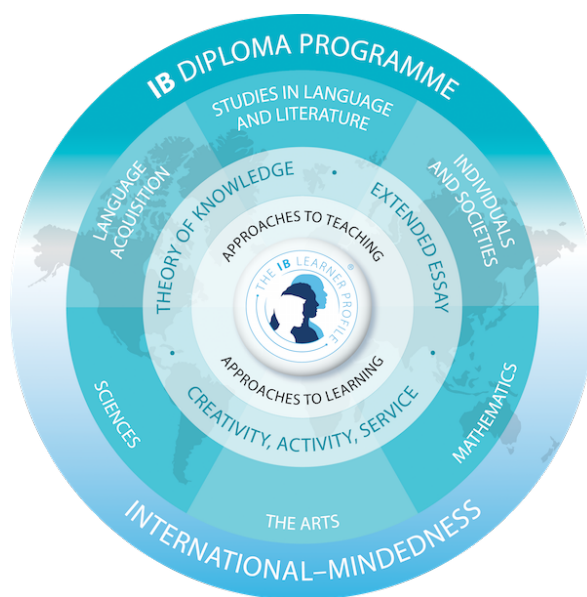 IB DIPLOMA PROGRAMME
STUDIES IN LANGUAGE
AND LITERATURE
LANGUAGE
ACQUISITION
INDIVIDUALS
AND SOCIETIES
THEORY OF KNOWLEDGE
•
EXTENDED ESSAY
•
CREATIVITY, ACTIVITY, SERVICE
•
APPROACHES TO TEACHING
THE IB LEARNER PROFILE
®
APPROACHES TO LEARNING
SCIENCES
MATHEMATICS
THE ARTS
INTERNATIONAL–MINDEDNESS